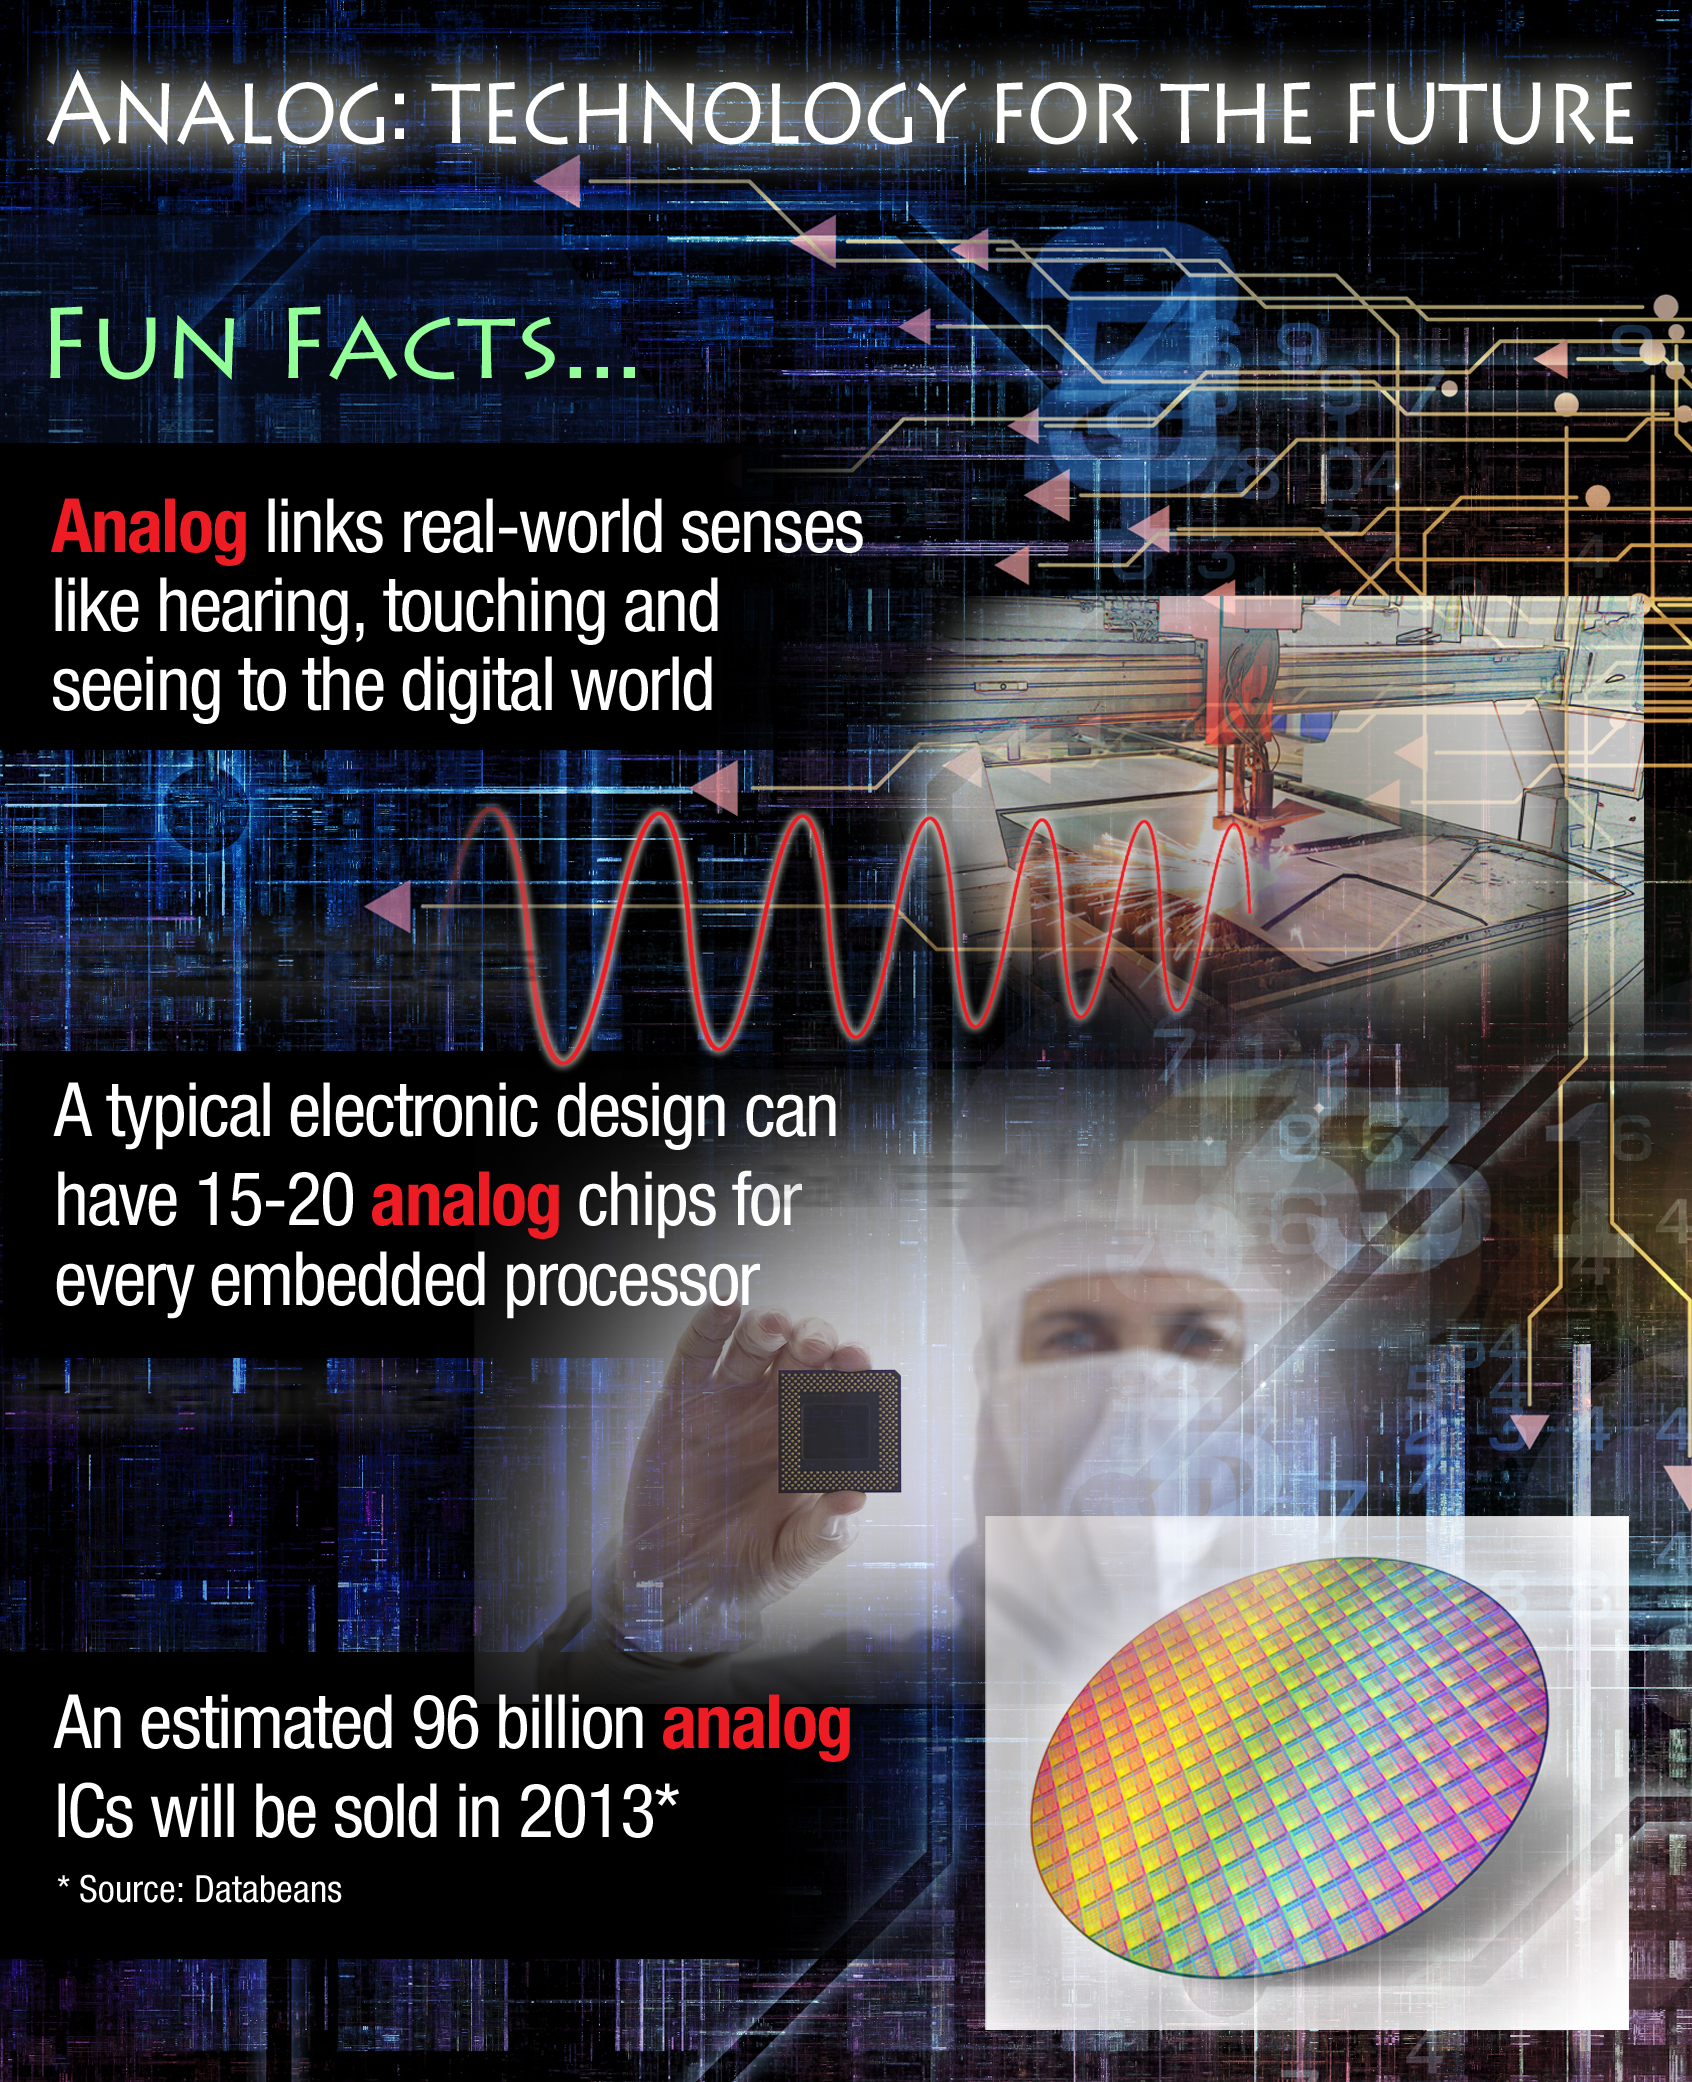 ANALOG: TECHNOLOGY FOR THE FUTURE
FUN FACTS...
Analog links real-world senses
like hearing, touching and
seeing to the digital world
A typical electronic design can
have 15-20 analog chips for
every embedded processor
An estimated 96 billion analog
ICs will be sold in 2013*
* Source: Databeans